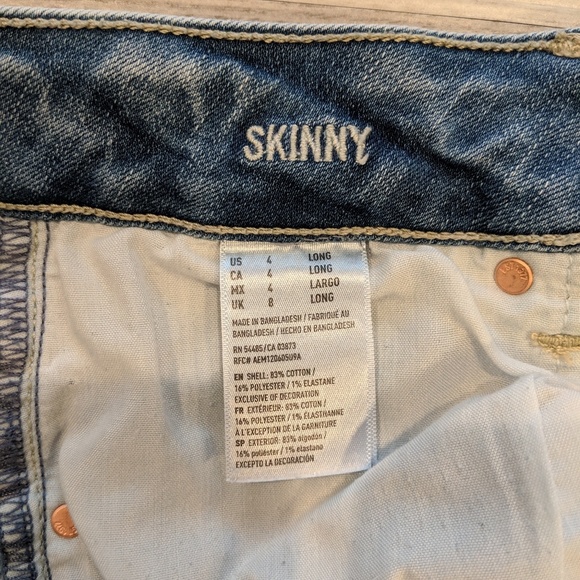 SKINNY
US 4 LONG
CA 4 LONG
MX 4 LARGO
UK 8 LONG
MADE IN BANGLADESH / FABRIQUÉ AU
BANGLADESH / HECHO EN BANGLADESH
RN 54485/CA 03873
RFC# AEM120605U9A
EN SHELL: 83% COTTON /
16% POLYESTER / 1% ELASTANE
EXCLUSIVE OF DECORATION
FR EXTÉRIEUR: 83% COTON /
16% POLYESTER / 1% ÉLASTHANNE
À L'EXCEPTION DE LA GARNITURE
SP EXTERIOR: 83% algodón /
16% poliéster / 1% elastano
EXCEPTO LA DECORACIÓN